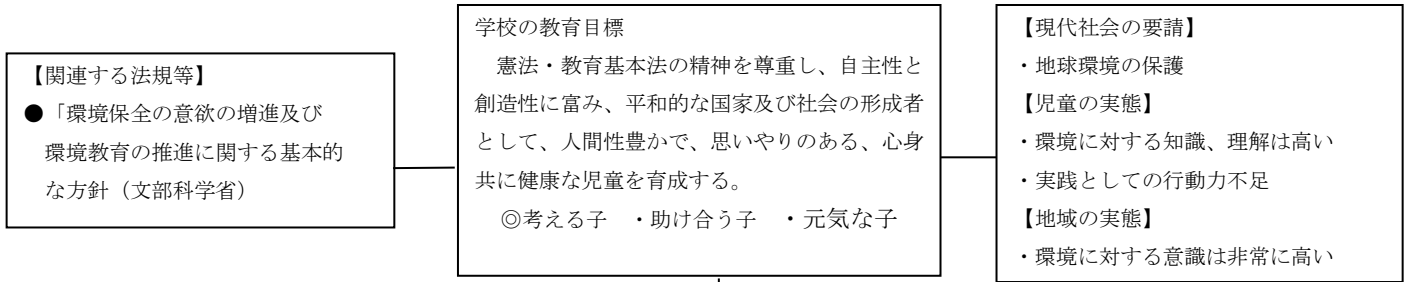 【関連する法規等】
●「環境保全の意欲の増進及び
環境教育の推進に関する基本的
な方針（文部科学省）
学校の教育目標
憲法・教育基本法の精神を尊重し、自主性と
創造性に富み、平和的な国家及び社会の形成者
として、人間性豊かで、思いやりのある、心身
共に健康な児童を育成する。
◎考える子　・助け合う子　・元気な子
【現代社会の要請】
・地球環境の保護
【児童の実態】
・環境に対する知識、理解は高い
・実践としての行動力不足
【地域の実態】
・環境に対する意識は非常に高い